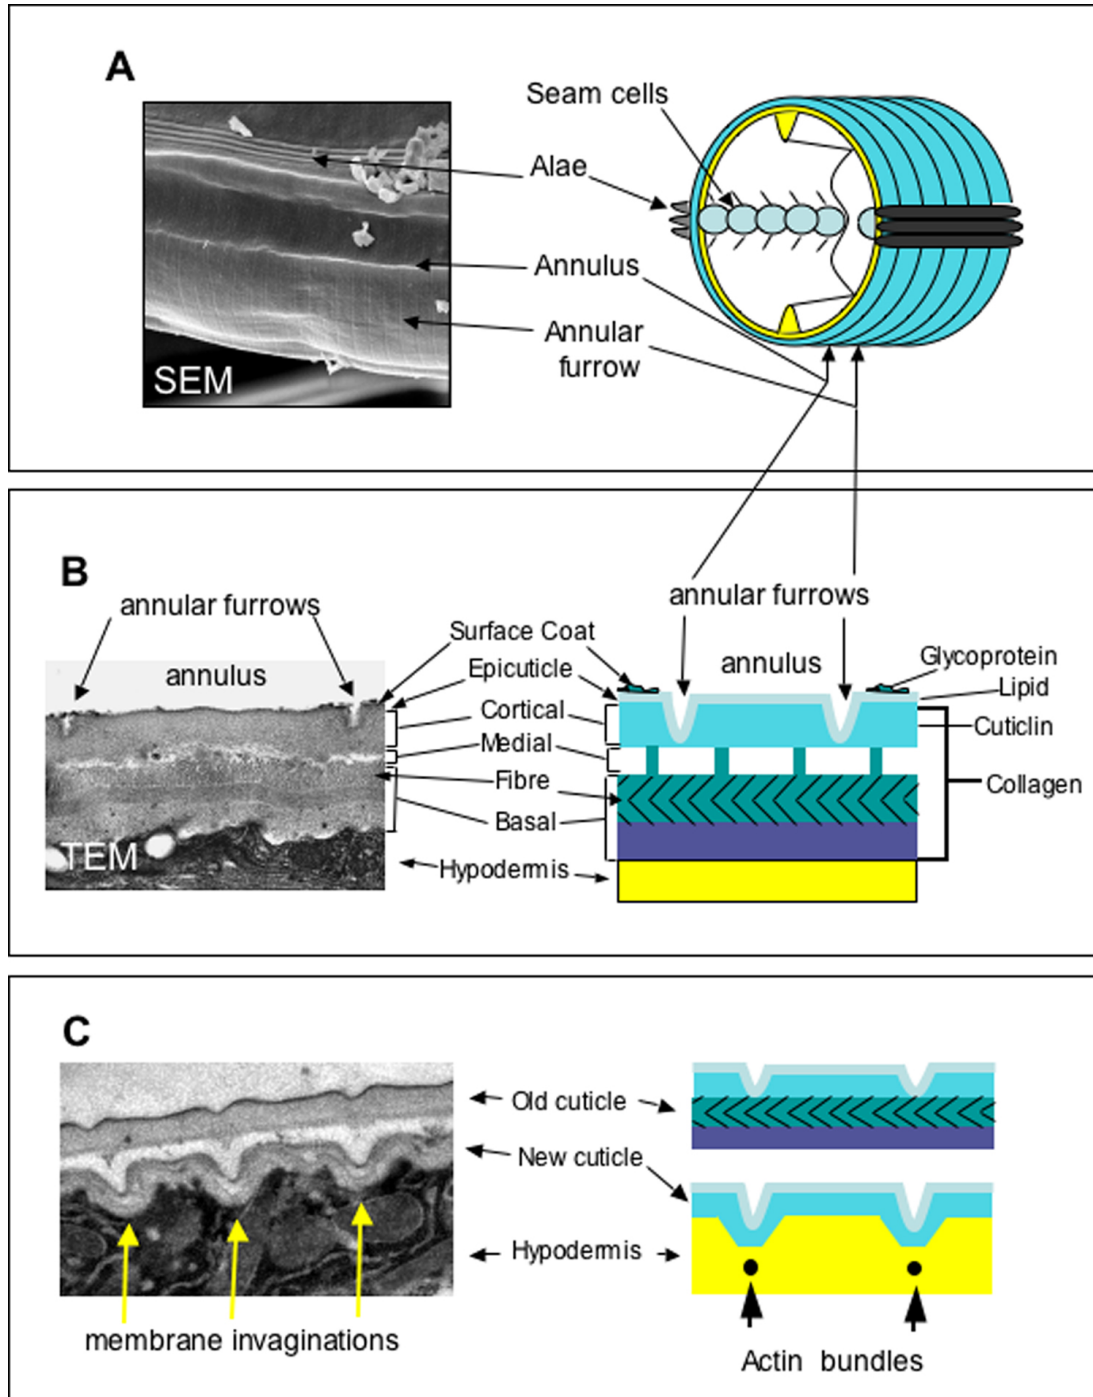 A
Seam cells
Alae
Annulus
Annular
furrow
SEM
B
annular furrows
annulus
Surface Coat
Epicuticle
Cortical
Medial
Fibre
Basal
Hypodermis
TEM
annular furrows
annulus
Glycoprotein
Lipid
Cuticlin
Collagen
C
Old cuticle
New cuticle
Hypodermis
membrane invaginations
Actin bundles